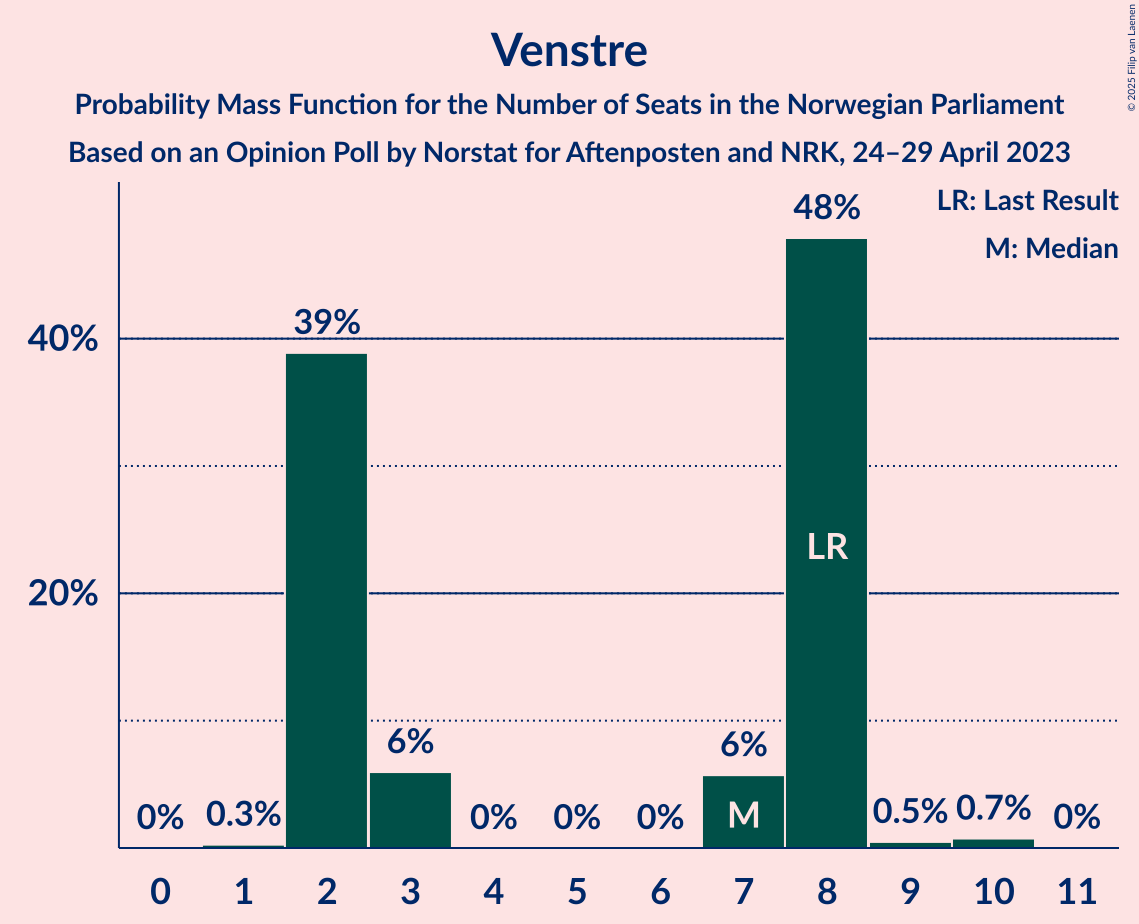 Venstre
Probability Mass Function for the Number of Seats in the Norwegian Parliament
Based on an Opinion Poll by Norstat for Aftenposten and NRK, 24–29 April 2023
© 2025 Filip van Laenen
LR: Last Result
M: Median
40%
20%
0%
0.3%
39%
6%
0%
0%
0%
6%
48%
0.5%
0.7%
0%
M
LR
0 1 2 3 4 5 6 7 8 9 10 11